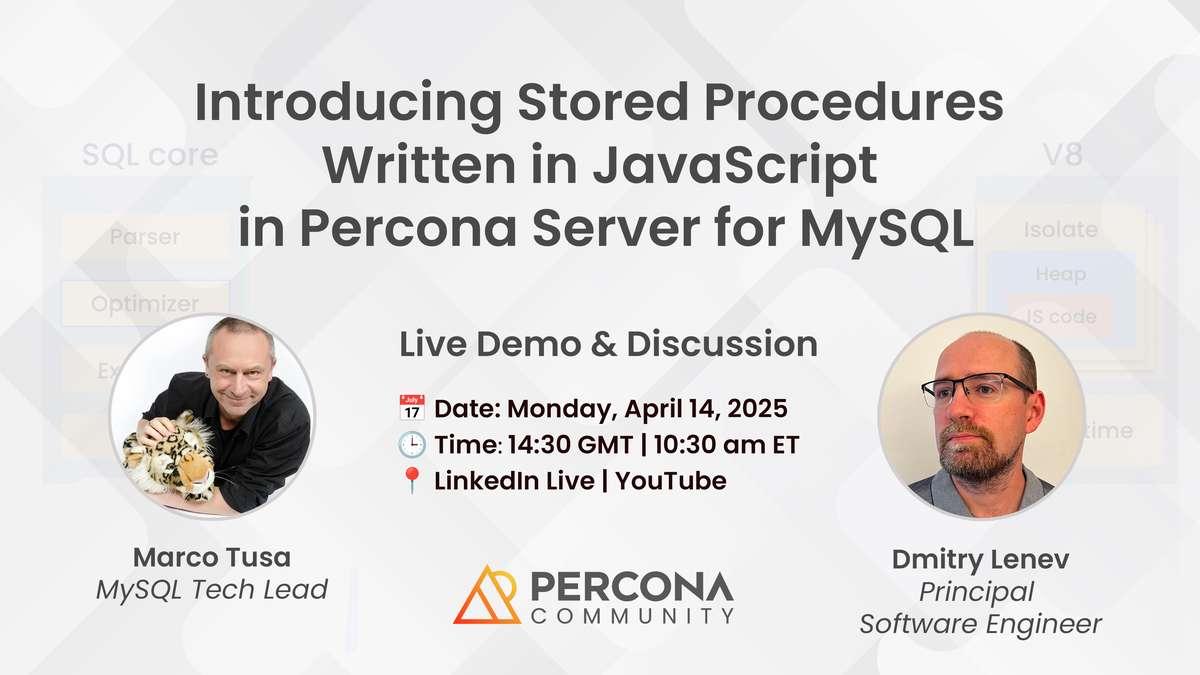 Introducing Stored Procedures
Written in JavaScript
in Percona Server for MySQL
SQL core
Parser
Optimizer
V8
Isolate
Heap
JS code
Live Demo & Discussion
July
17
Date: Monday, April 14, 2025
Time: 14:30 GMT | 10:30 am ET
LinkedIn Live | YouTube
Marco Tusa
MySQL Tech Lead
Dmitry Lenev
Principal
Software Engineer
PERCONA
COMMUNITY